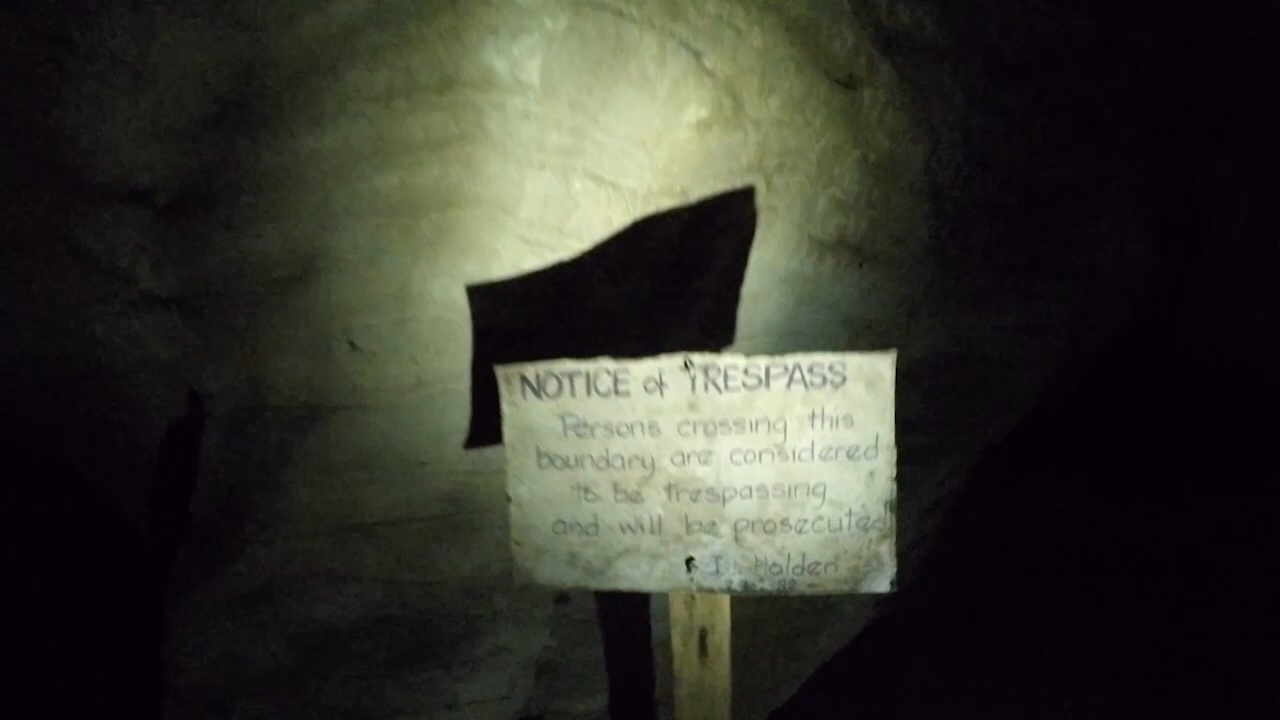 NOTICE of TRESPASS
Persons crossing this
boundary are considered
to be trespassing
and will be prosecuted
Holden